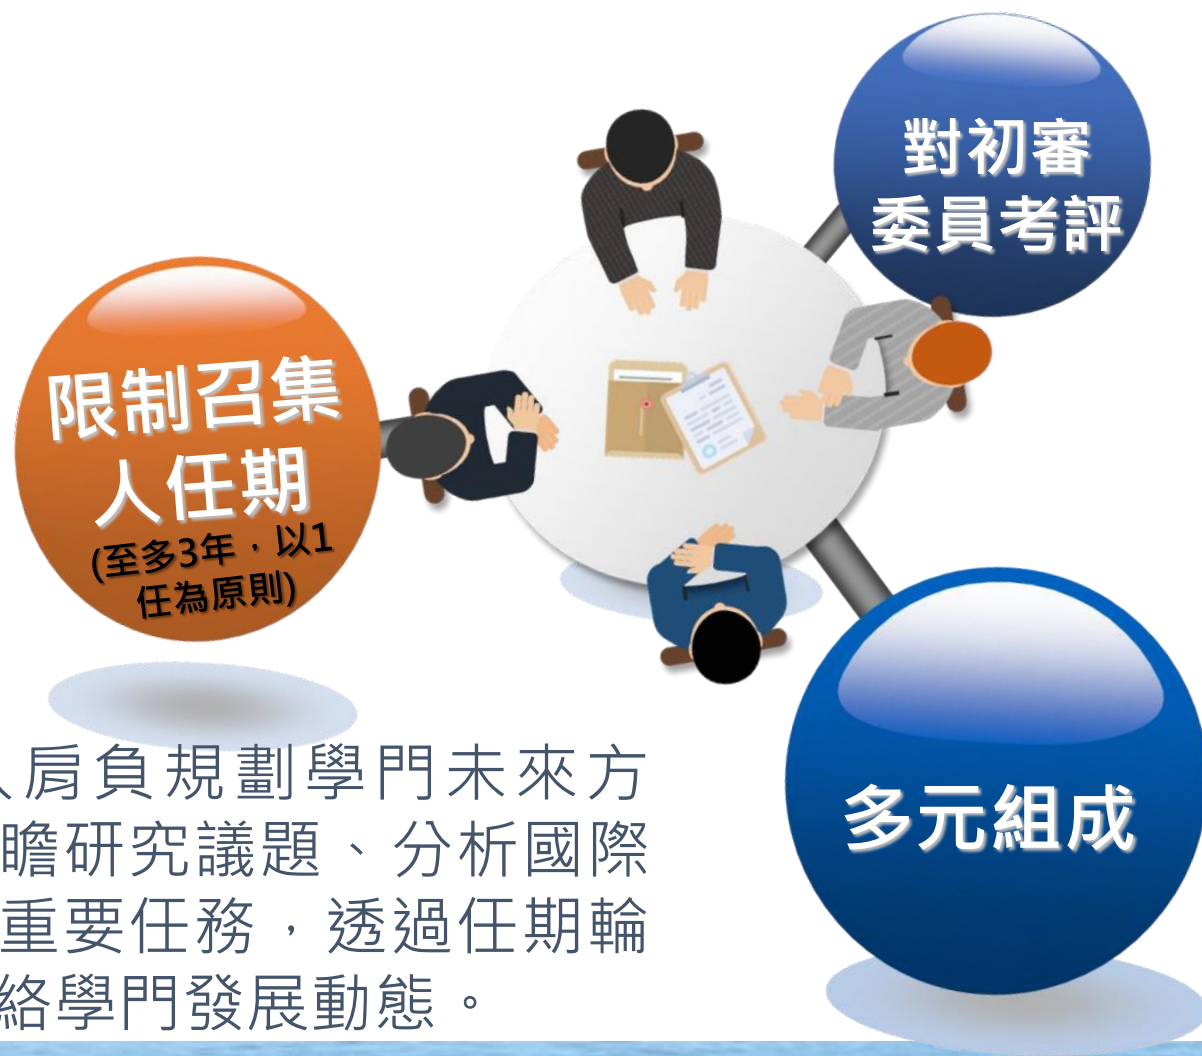 對初審
委員考評
限制召集
人任期
(至多3年，以1
任為原則)
多元組成
人肩負規劃學門未來方
瞻研究議題、分析國際
重要任務，透過任期輪
絡學門發展動態。